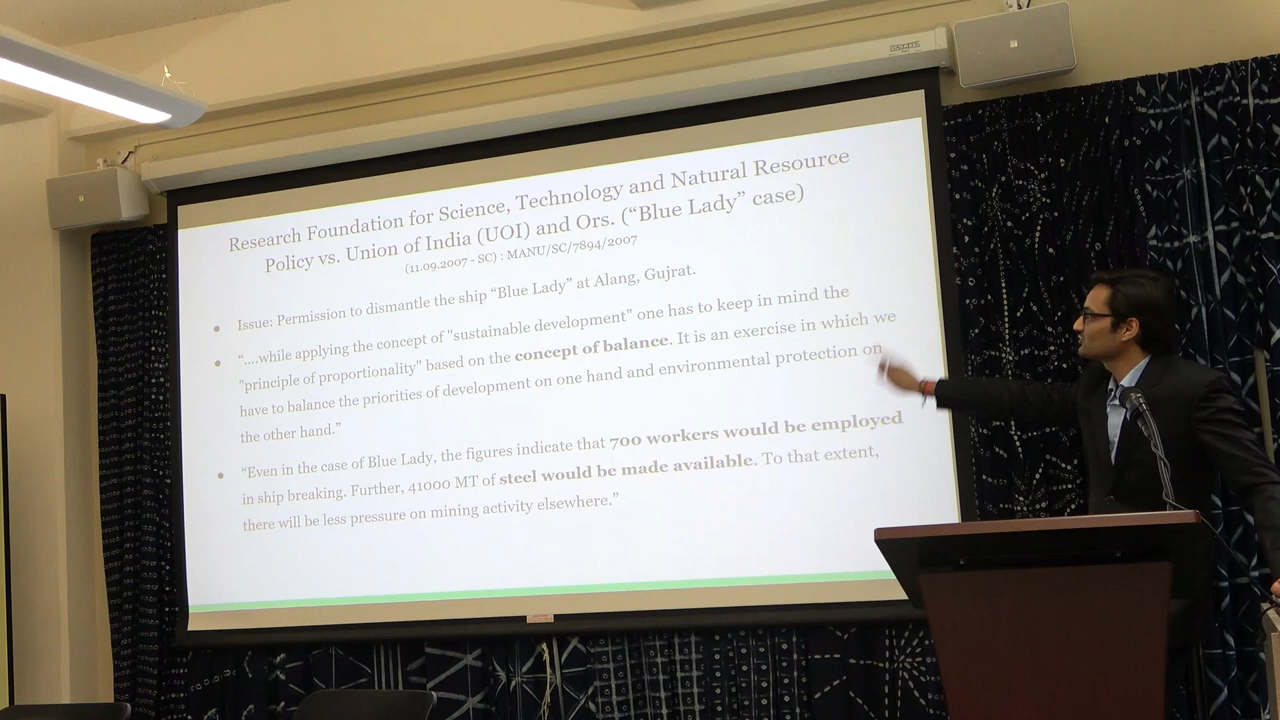 Research Foundation for Science, Technology and Natural Resource
Policy vs. Union of India (UOI) and Ors. (“Blue Lady” case)
(11.09.2007 - SC) : MANU/SC/7894/2007
● Issue: Permission to dismantle the ship “Blue Lady” at Alang, Gujrat.
● “....while applying the concept of "sustainable development" one has to keep in mind the
"principle of proportionality" based on the concept of balance. It is an exercise in which we
have to balance the priorities of development on one hand and environmental protection on
the other hand.”
● “Even in the case of Blue Lady, the figures indicate that 700 workers would be employed
in ship breaking. Further, 41000 MT of steel would be made available. To that extent,
there will be less pressure on mining activity elsewhere.”